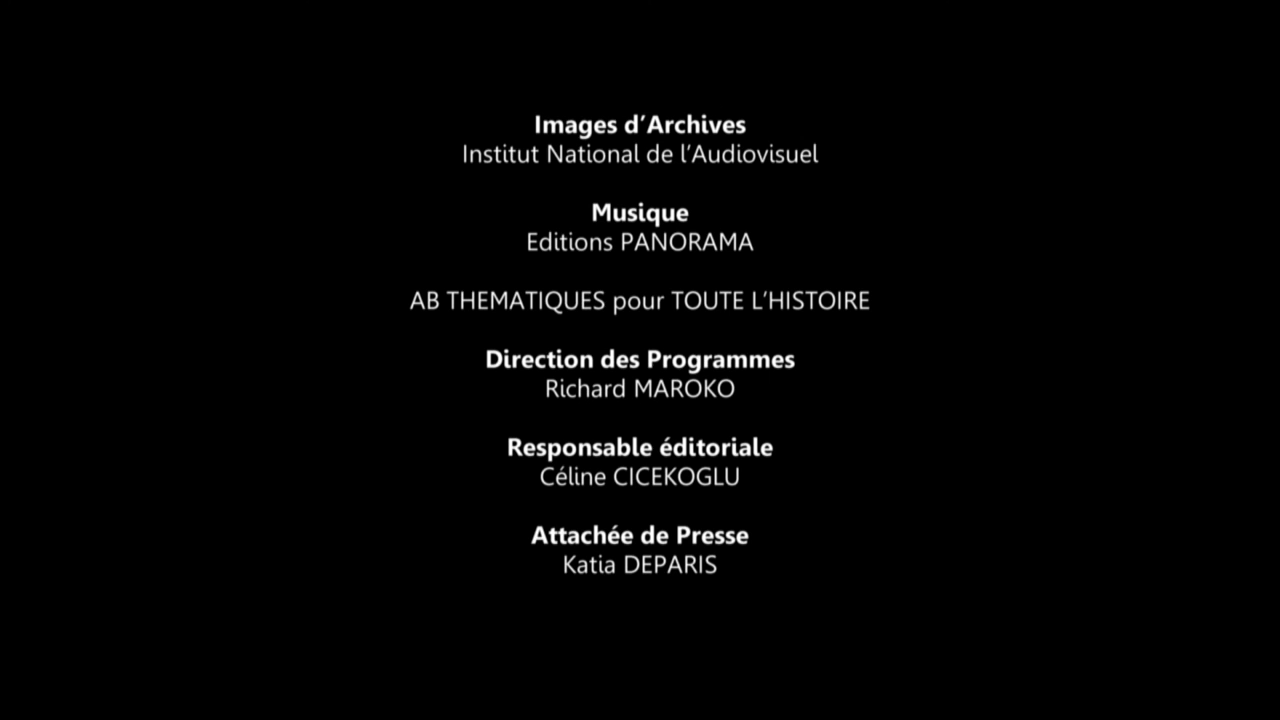 Images d’Archives
Institut National de l’Audiovisuel
Musique
Editions PANORAMA
AB THEMATIQUES pour TOUTE L’HISTOIRE
Direction des Programmes
Richard MAROKO
Responsable éditoriale
Céline CICEKOGLU
Attachée de Presse
Katia DEPARIS